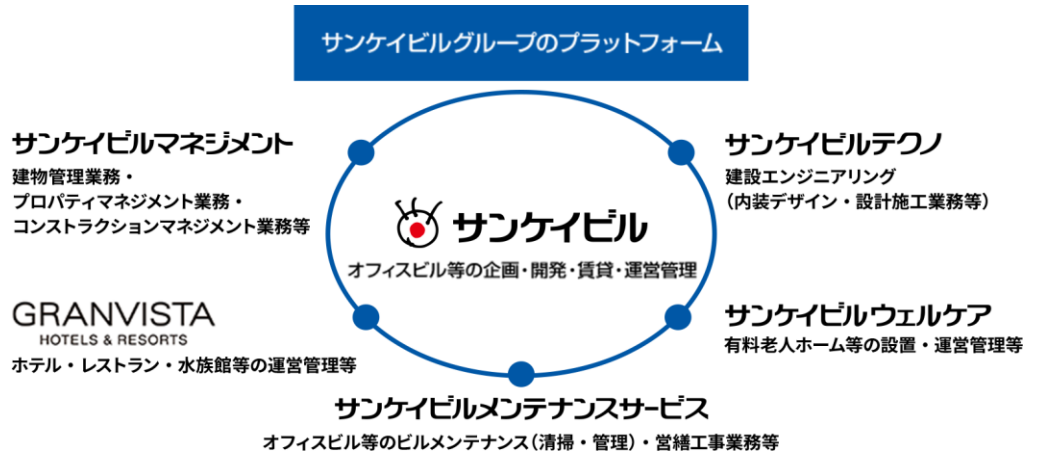 サンケイビルグループのプラットフォーム
サンケイビルマネジメント
建物管理業務・
プロパティマネジメント業務・
コンストラクションマネジメント業務等
サンケイビルテクノ
建設エンジニアリング
（内装デザイン・設計施工業務等）
サンケイビル
オフィスビル等の企画・開発・賃貸・運営管理
GRANVISTA
HOTELS & RESORTS
ホテル・レストラン・水族館等の運営管理等
サンケイビルウェルケア
有料老人ホーム等の設置・運営管理等
サンケイビルメンテナンスサービス
オフィスビル等のビルメンテナンス（清掃・管理）・営繕工事業務等